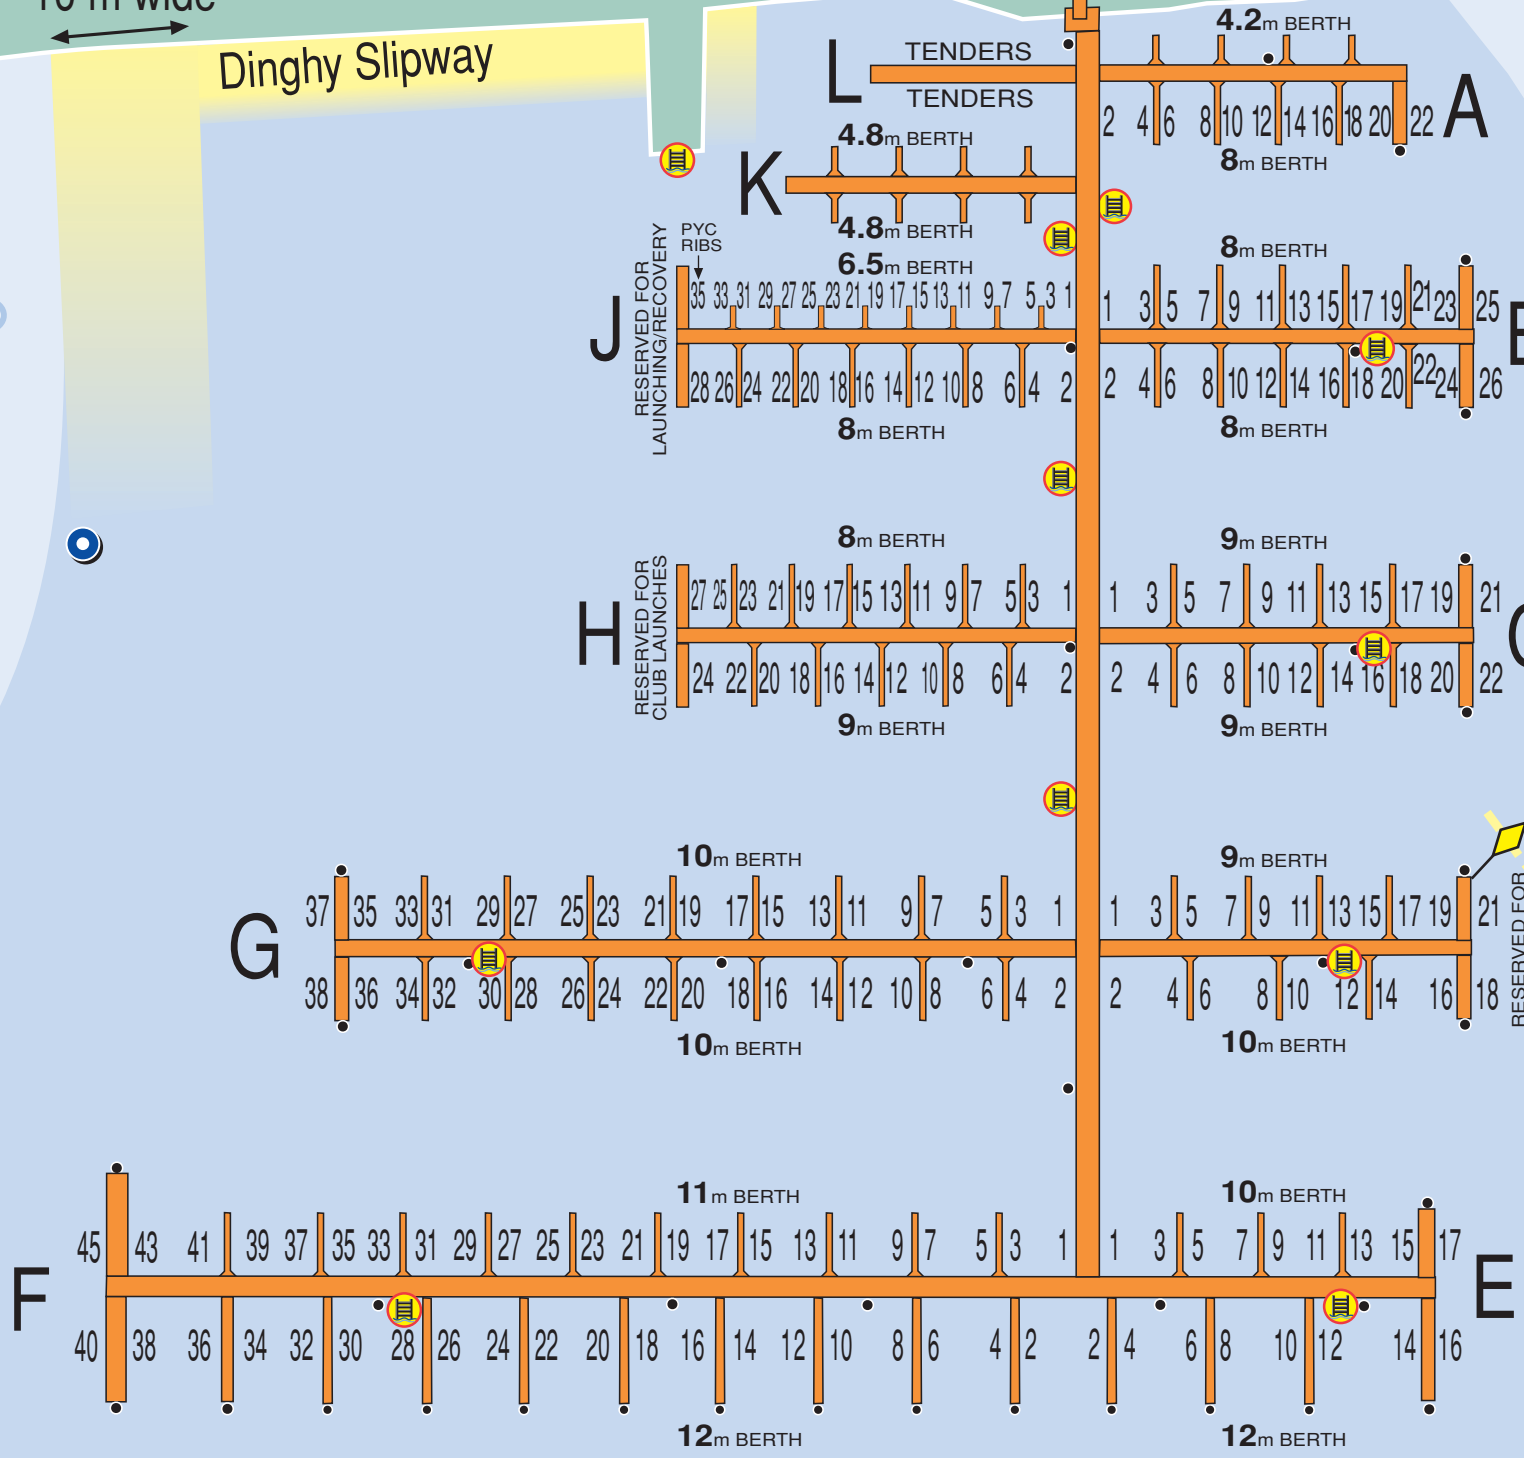 Dinghy Slipway
4.2m BERTH
L TENDERS
TENDERS
2 4 6 8 10 12 14 16 18 20 22 A
8m BERTH
4.8m BERTH
K
4.8m BERTH
PYC
RIBS
RESERVED FOR
LAUNCHING/RECOVERY
6.5m BERTH
8m BERTH
J
35 33 31 29 27 25 23 21 19 17 15 13 11 9 7 5 3 1
1 3 5 7 9 11 13 15 17 19 21 23 25
28 26 24 22 20 18 16 14 12 10 8 6 4 2
2 4 6 8 10 12 14 16 18 20 22 24 26
8m BERTH
8m BERTH
8m BERTH
9m BERTH
H
RESERVED FOR
CLUB LAUNCHES
27 25 23 21 19 17 15 13 11 9 7 5 3 1
1 3 5 7 9 11 13 15 17 19 21
24 22 20 18 16 14 12 10 8 6 4 2
2 4 6 8 10 12 14 16 18 20 22
9m BERTH
9m BERTH
10m BERTH
9m BERTH
G
37 35 33 31 29 27 25 23 21 19 17 15 13 11 9 7 5 3 1
1 3 5 7 9 11 13 15 17 19 21
38 36 34 32 30 28 26 24 22 20 18 16 14 12 10 8 6 4 2
2 4 6 8 10 12 14 16 18
RESERVED FOR
10m BERTH
10m BERTH
11m BERTH
10m BERTH
F
45 43 41 39 37 35 33 31 29 27 25 23 21 19 17 15 13 11 9 7 5 3 1
1 3 5 7 9 11 13 15 17
E
40 38 36 34 32 30 28 26 24 22 20 18 16 14 12 10 8 6 4 2
2 4 6 8 10 12 14 16
12m BERTH
12m BERTH